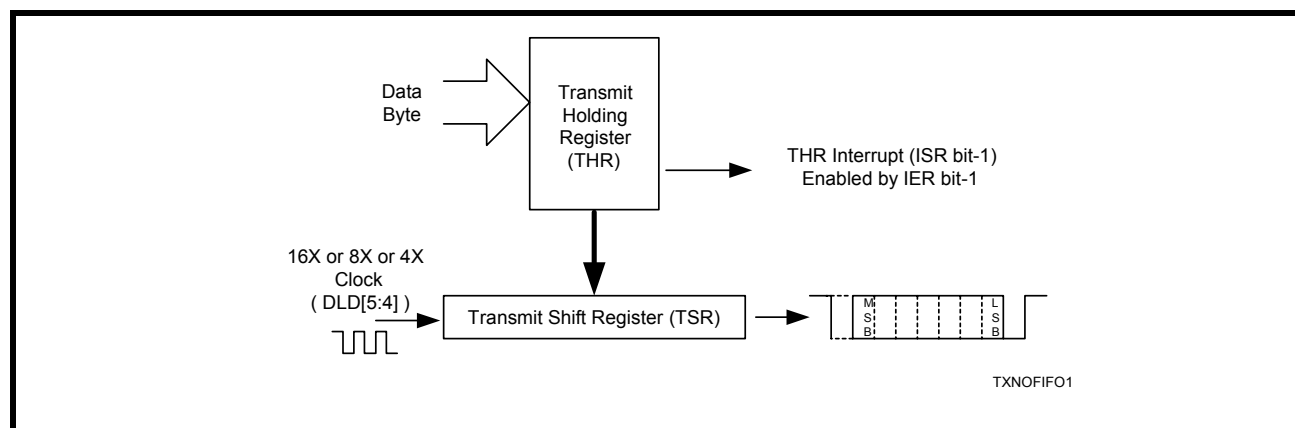 Data
Byte
Transmit
Holding
Register
(THR)
THR Interrupt (ISR bit-1)
Enabled by IER bit-1
16X or 8X or 4X
Clock
( DLD[5:4] )
Transmit Shift Register (TSR)
M
S
B
L
S
B
TXNOFIFO1